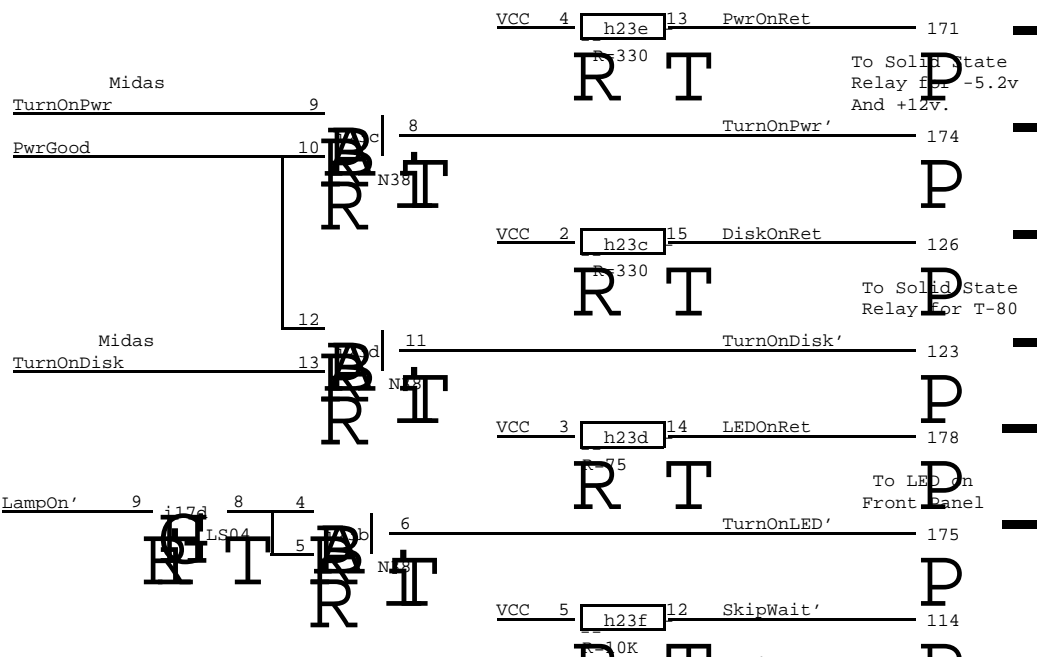 VCC 4 h23e 13 PwrOnRet 171
R=330
R T P
To Solid State
Relay for -5.2v
And +12v.
Midas
TurnOnPwr 9
8 TurnOnPwr’ 174
PwrGood 10
N38
R T P
VCC 2 h23c 15 DiskOnRet 126
R=330
R T P
To Solid State
Relay for T-80
12
Midas
11 TurnOnDisk’ 123
TurnOnDisk 13
N38
R T P
VCC 3 h23d 14 LEDOnRet 178
R=75
R T P
To LED on
Front Panel
LampOn’ 9 i17d 8 4
LS04
6 TurnOnLED’ 175
5
N38
R T R T P
VCC 5 h23f 12 SkipWait’ 114
R=10K